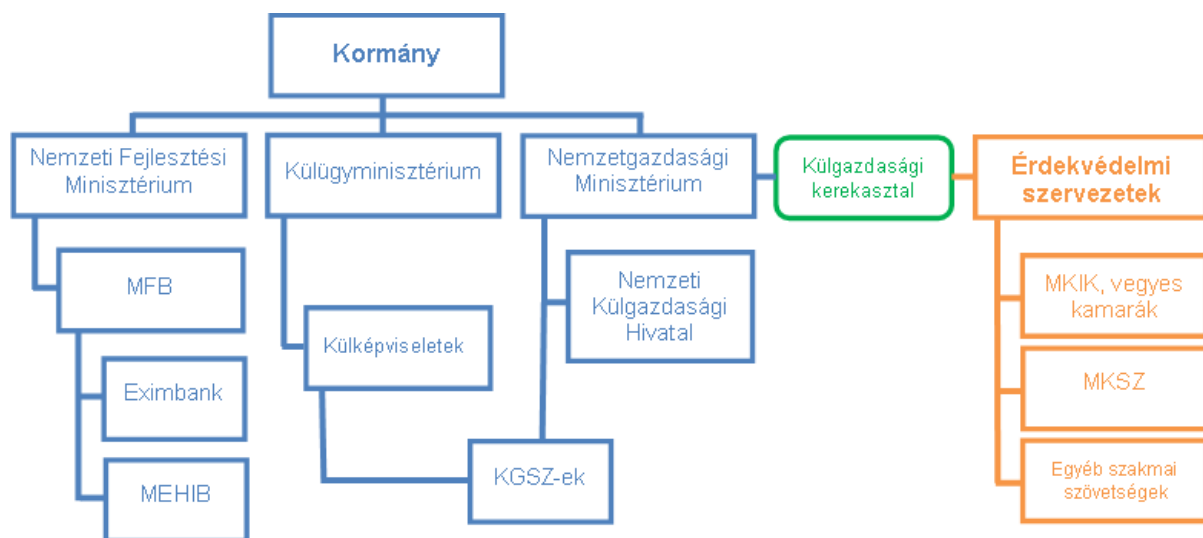 Kormány
Nemzeti Fejlesztési
Minisztérium
Külügyminisztérium
Nemzetgazdasági
Minisztérium
Külgazdasági
kerekasztal
Érdekvédelmi
szervezetek
MFB
Nemzeti
Külgazdasági
Hivatal
MKIK, vegyes
kamarák
Külképviseletek
Eximbank
MKSZ
MEHIB
KGSZ-ek
Egyéb szakmai
szövetségek